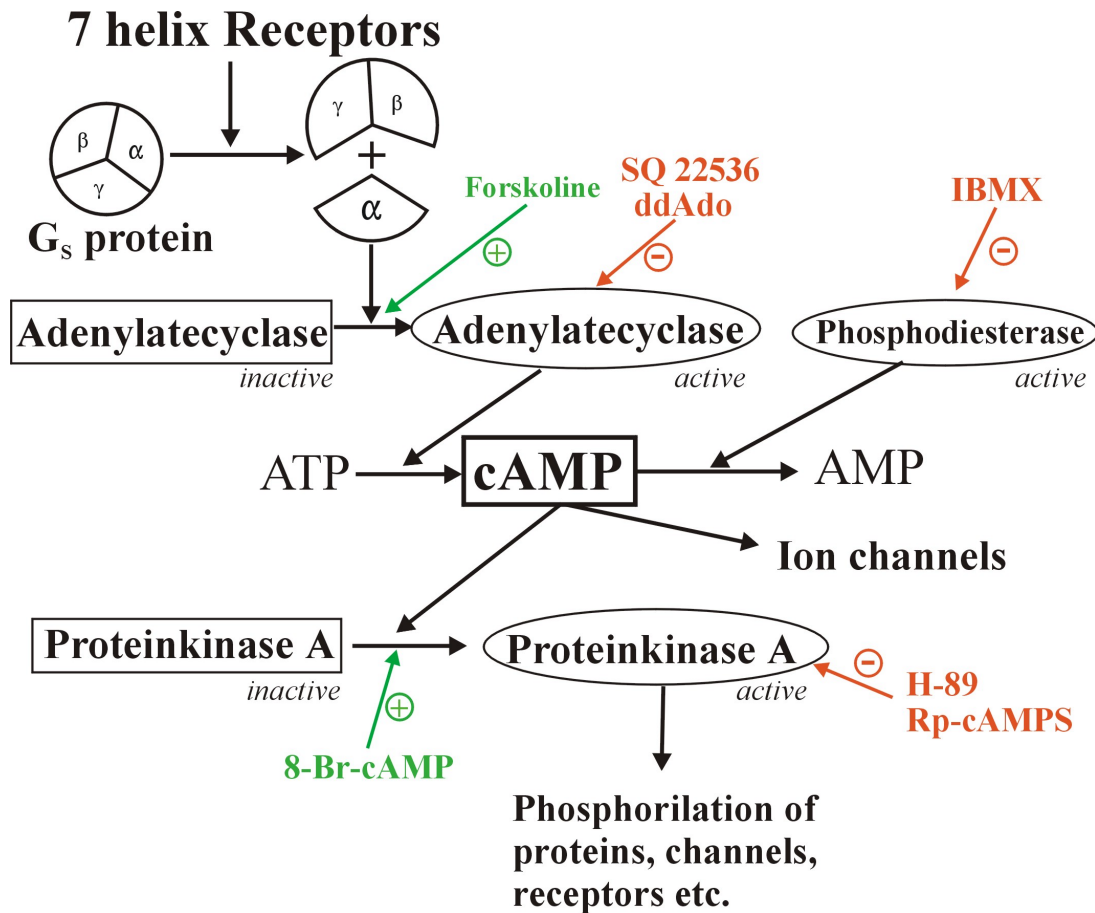 7 helix Receptors
γ
β
β
α
γ
+
α
Gs protein
Forskoline
+
SQ 22536
ddAdo
-
IBMX
-
Adenylatecyclase
inactive
Adenylatecyclase
active
Phosphodiesterase
active
ATP
cAMP
AMP
Ion channels
Proteinkinase A
inactive
Proteinkinase A
active
-
H-89
Rp-cAMPS
+
8-Br-cAMP
Phosphorilation of
proteins, channels,
receptors etc.